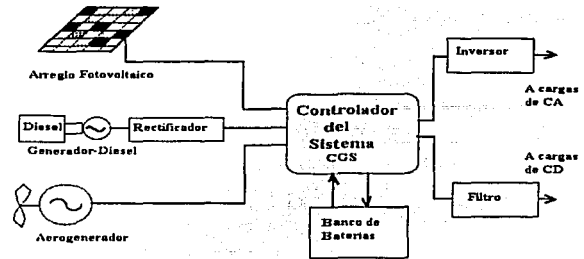 Inversor
Arreglo Fotovoltaico
A cargas
de CA
Controlador
del
Sistema
CGS
Diesel
Rectificador
Generador-Diesel
A cargas
de CD
Filtro
Banco de
Baterias
Aerogenerador